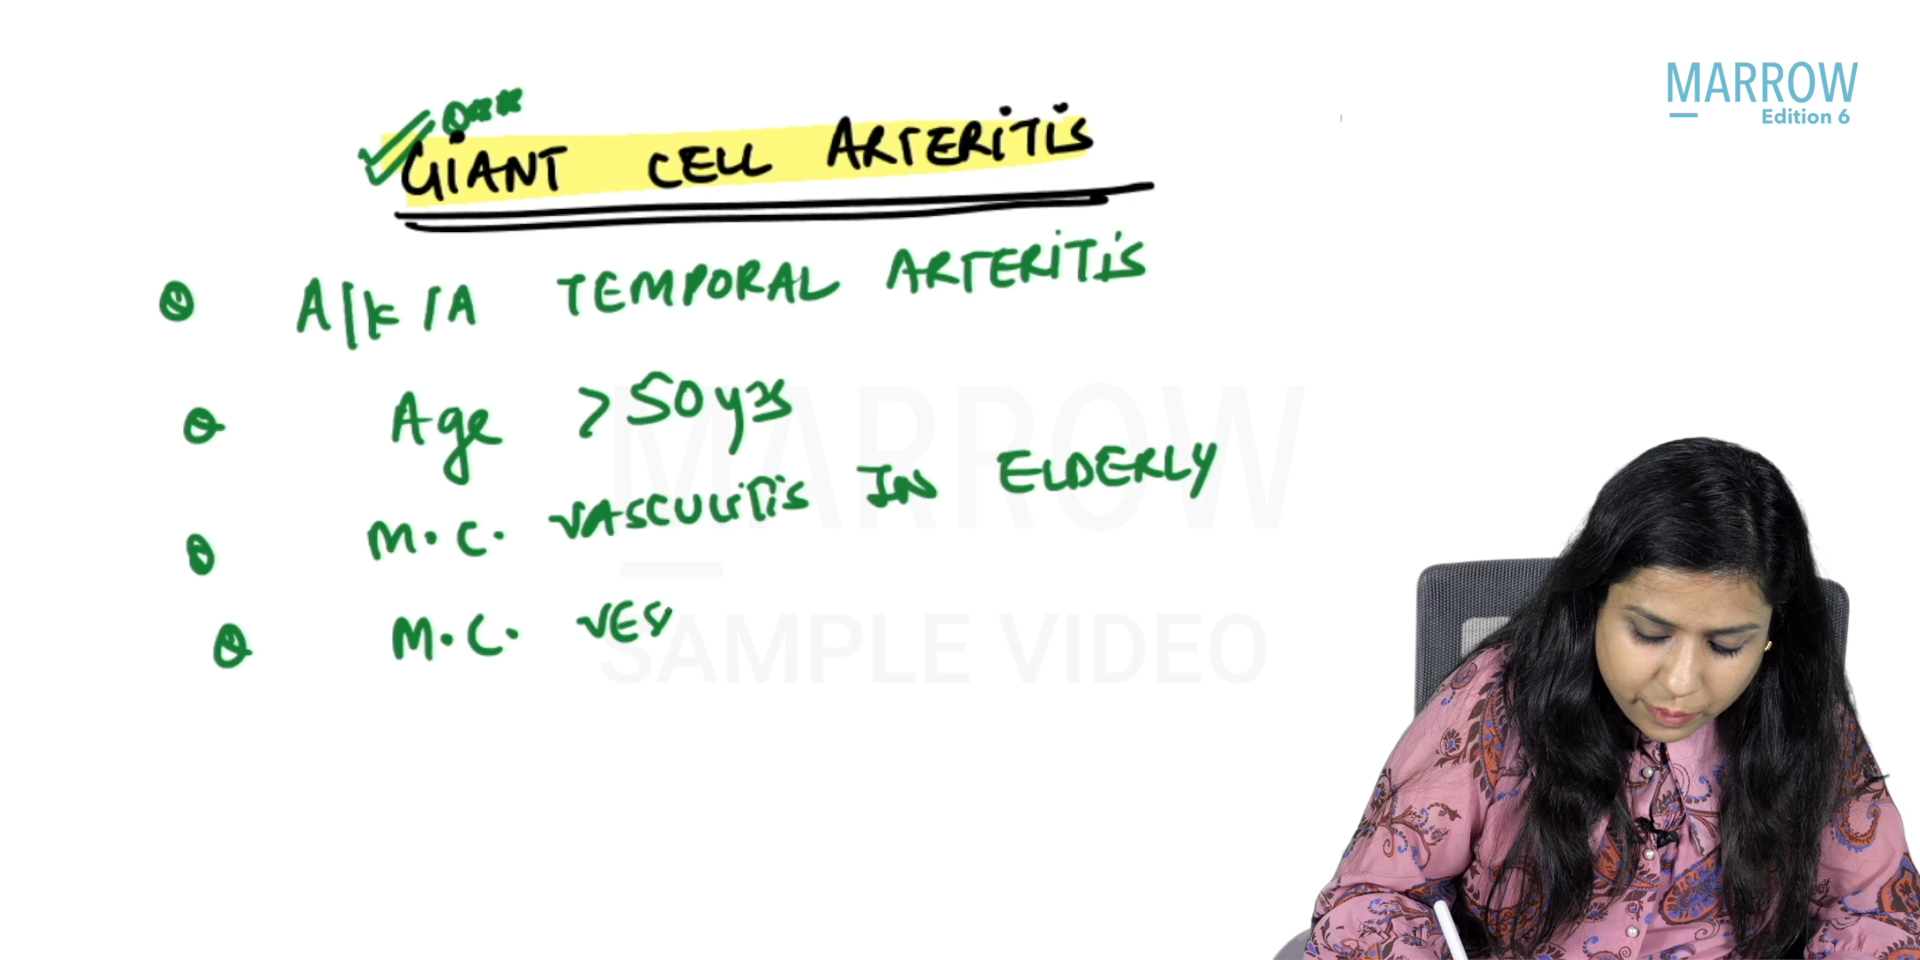 MARROW
Edition 6
GIANT CELL ARTERITIS
A/K/A TEMPORAL ARTERITIS
Age >50yrs
M.C. VASCULITIS IN ELDERLY
M.C. VES
MARROW
SAMPLE VIDEO